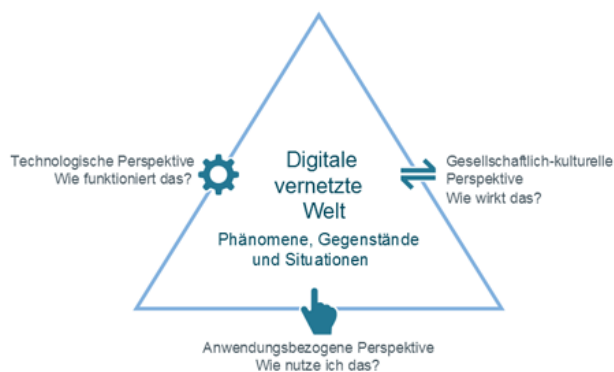 Technologische Perspektive
Wie funktioniert das?
Digitale
vernetzte
Welt
Phänomene, Gegenstände
und Situationen
Gesellschaftlich-kulturelle
Perspektive
Wie wirkt das?
Anwendungsbezogene Perspektive
Wie nutze ich das?